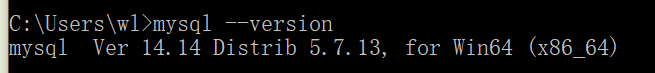 C:\Users\wl>mysql --version
mysql  Ver 14.14 Distrib 5.7.13, for Win64 (x86_64)